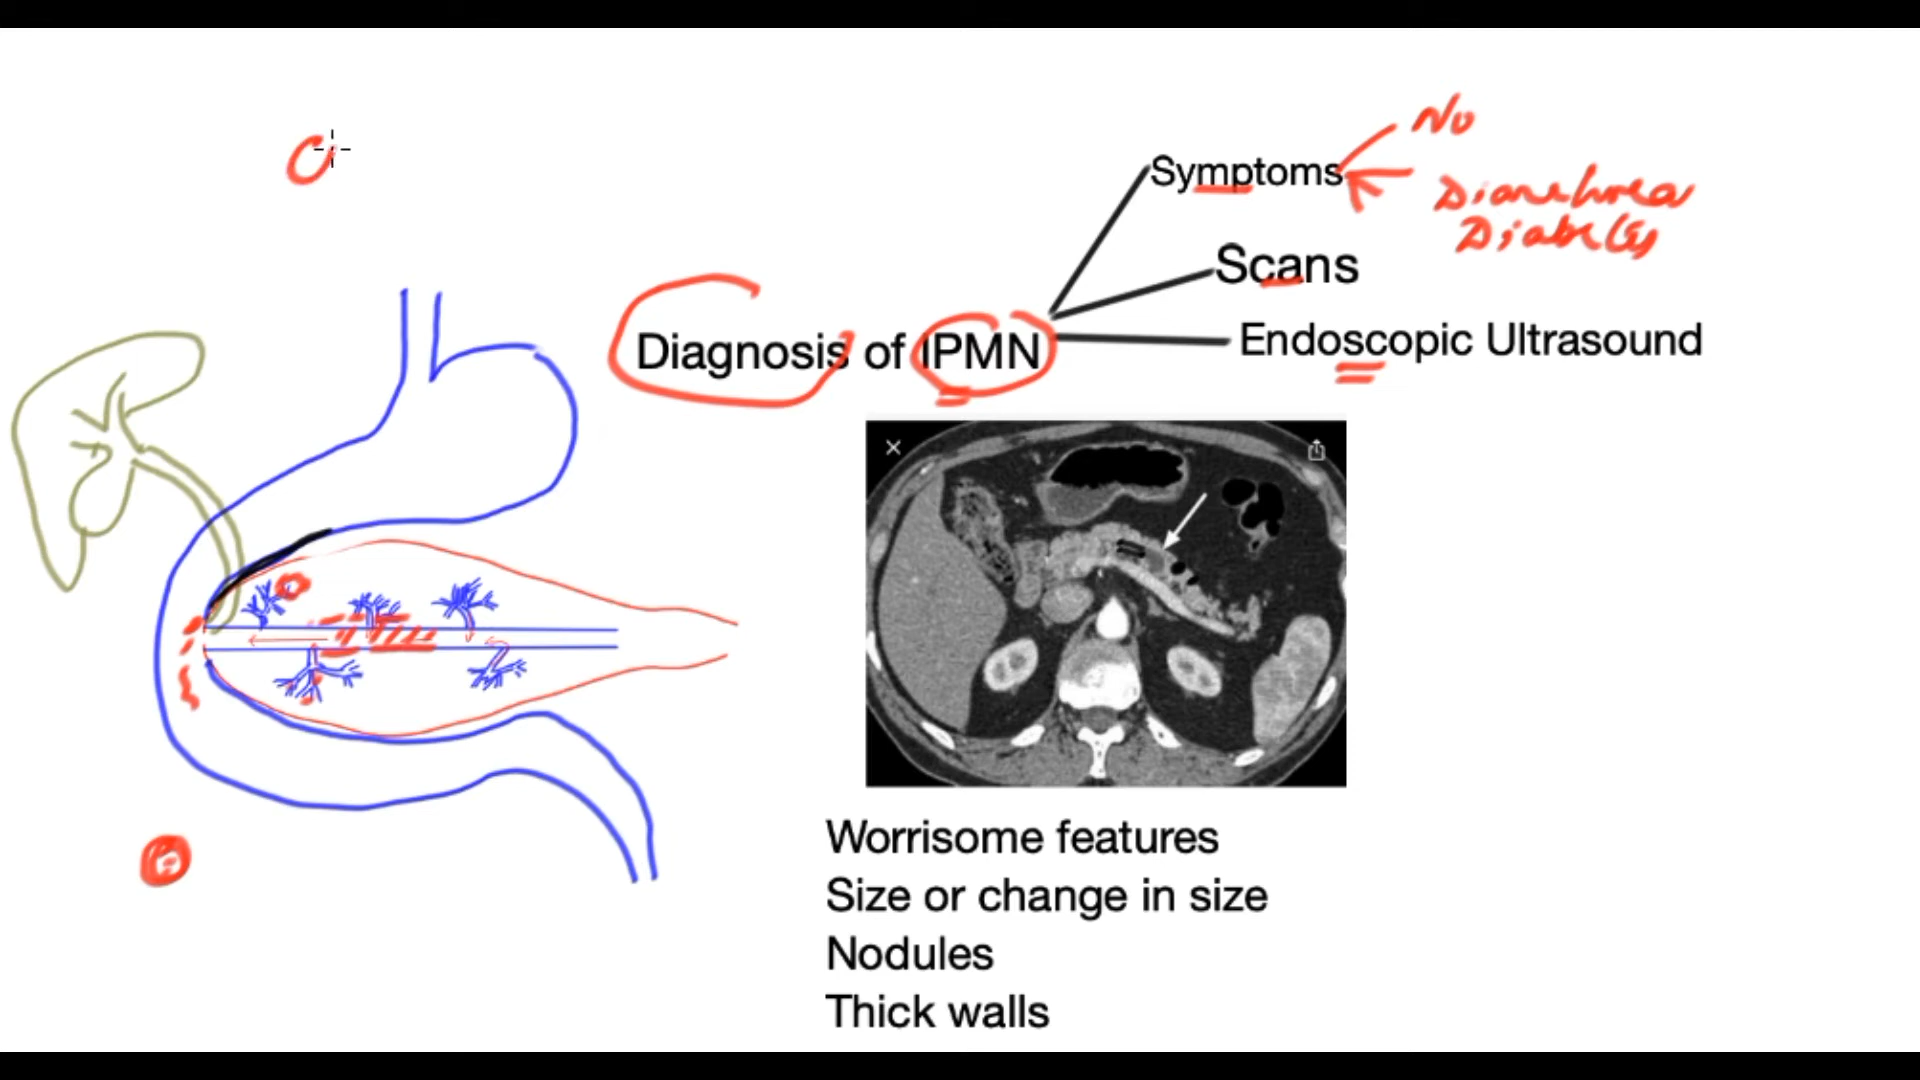 No
Symptoms
Diarrhoea
Diabetes
Scans
Diagnosis of IPMN
Endoscopic Ultrasound
Worrisome features
Size or change in size
Nodules
Thick walls